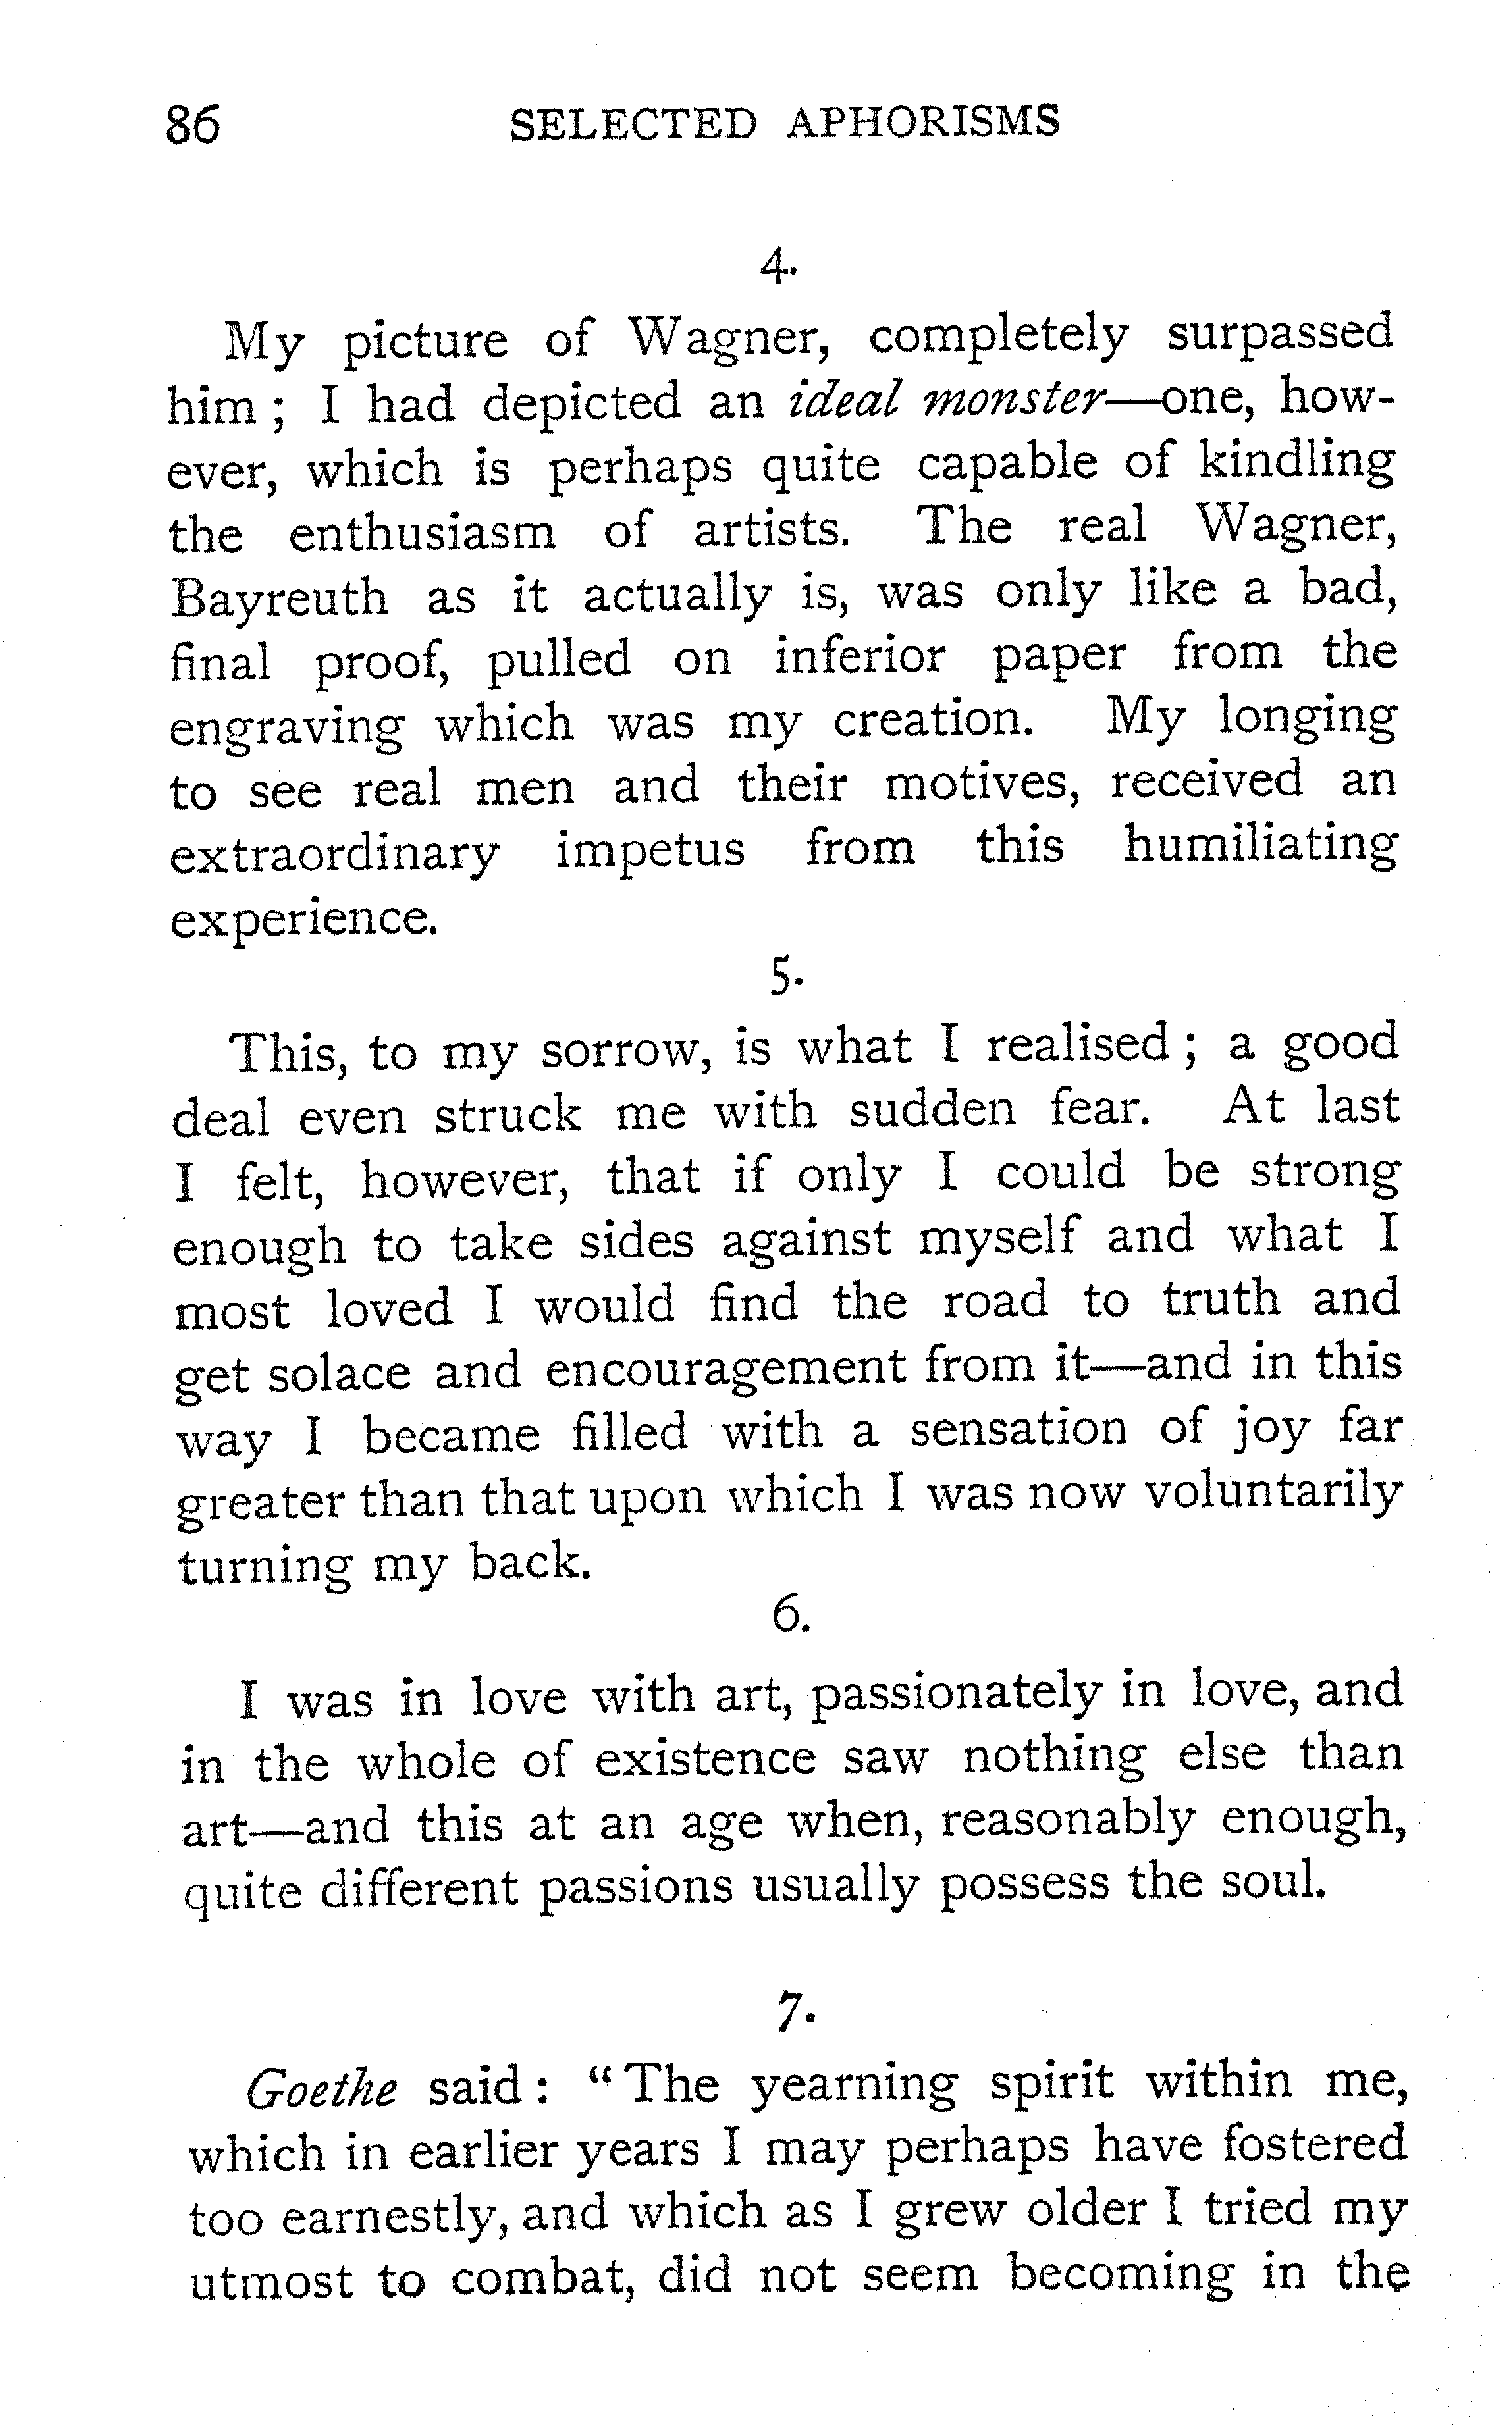 86 SELECTED APHORISMS
4.
My picture of Wagner, completely surpassed
him ; I had depicted an ideal monster—one, how-
ever, which is perhaps quite capable of kindling
the enthusiasm of artists. The real Wagner,
Bayreuth as it actually is, was only like a bad,
final proof, pulled on inferior paper from the
engraving which was my creation. My longing
to see real men and their motives, received an
extraordinary impetus from this humiliating
experience.
5.
This, to my sorrow, is what I realised ; a good
deal even struck me with sudden fear. At last
I felt, however, that if only I could be strong
enough to take sides against myself and what I
most loved I would find the road to truth and
get solace and encouragement from it—and in this
way I became filled with a sensation of joy far
greater than that upon which I was now voluntarily
turning my back.
6.
I was in love with art, passionately in love, and
in the whole of existence saw nothing else than
art—and this at an age when, reasonably enough,
quite different passions usually possess the soul.
7.
Goethe said : “ The yearning spirit within me,
which in earlier years I may perhaps have fostered
too earnestly, and which as I grew older I tried my
utmost to combat, did not seem becoming in the